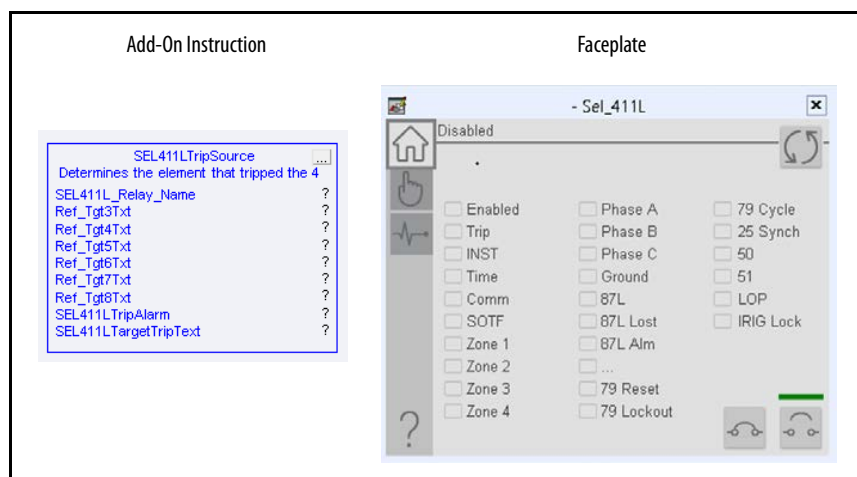 Add-On Instruction
Faceplate
SEL411LTripSource
...
Determines the element that tripped the 4
SEL411L_Relay_Name ?
Ref_Tgt3Txt ?
Ref_Tgt4Txt ?
Ref_Tgt5Txt ?
Ref_Tgt6Txt ?
Ref_Tgt7Txt ?
Ref_Tgt8Txt ?
SEL411LTripAlarm ?
SEL411LTargetTripText ?
- Sel_411L
Disabled
.
Enabled
Trip
INST
Time
Comm
SOTF
Zone 1
Zone 2
Zone 3
Zone 4
Phase A
Phase B
Phase C
Ground
87L
87L Lost
87L Alm
...
79 Reset
79 Lockout
79 Cycle
25 Synch
50
51
LOP
IRIG Lock
?